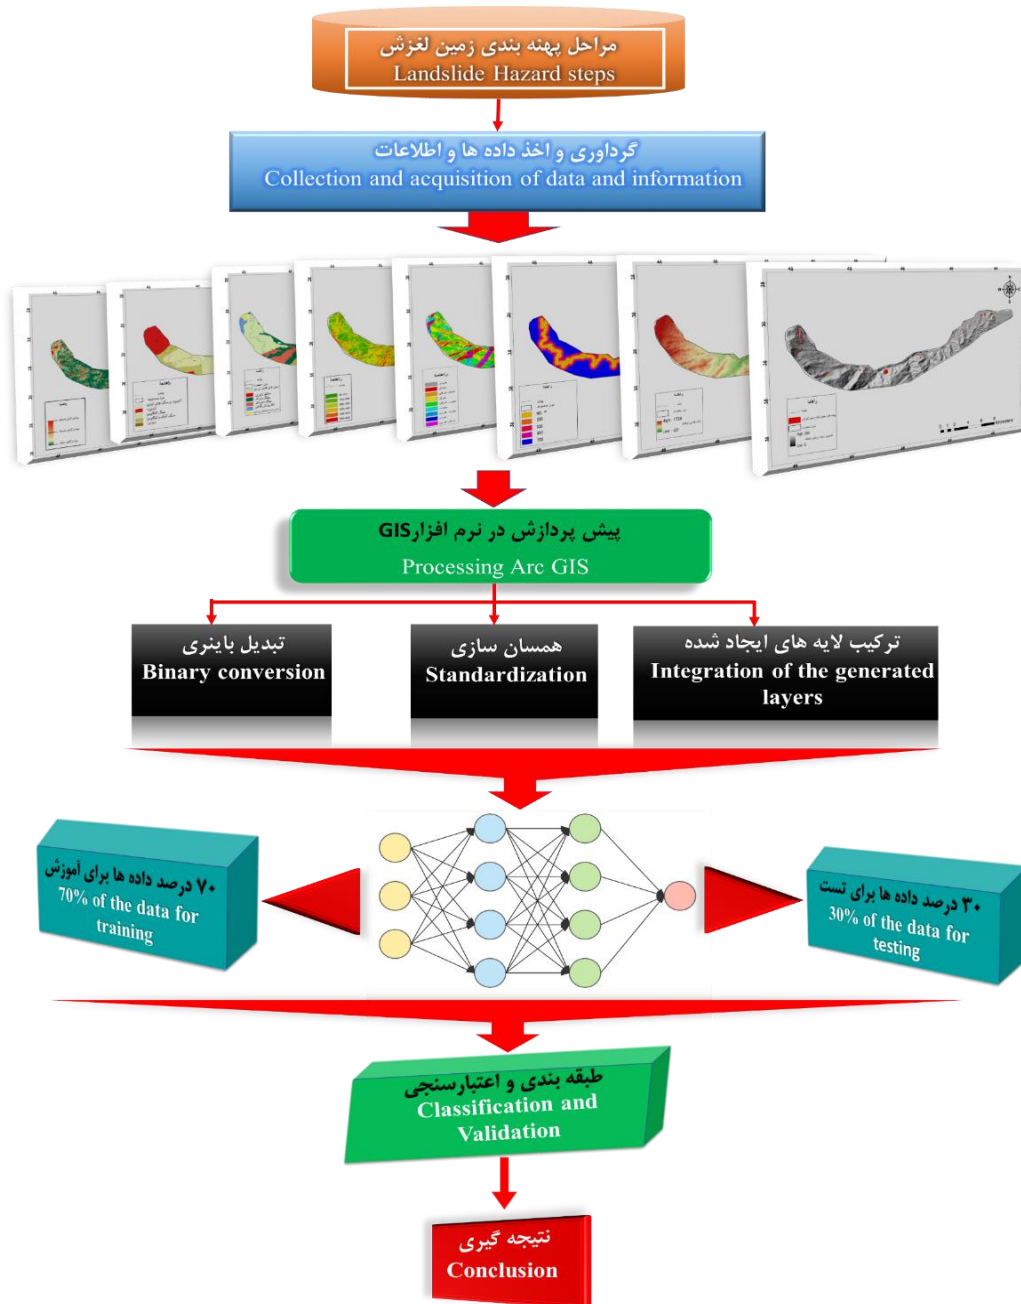 مراحل پهنه بندی زمین لغزش
Landslide Hazard steps
گرداوری و اخذ داده ها و اطلاعات
Collection and acquisition of data and information
پیش پردازش در نرم افزارGIS
Processing Arc GIS
تبدیل باینری
Binary conversion
همسان سازی
Standardization
ترکیب لایه های ایجاد شده
Integration of the generated
layers
۷۰ درصد داده ها برای آموزش
70% of the data for
training
۳۰ درصد داده ها برای تست
30% of the data for
testing
طبقه بندی و اعتبارسنجی
Classification and
Validation
نتیجه گیری
Conclusion